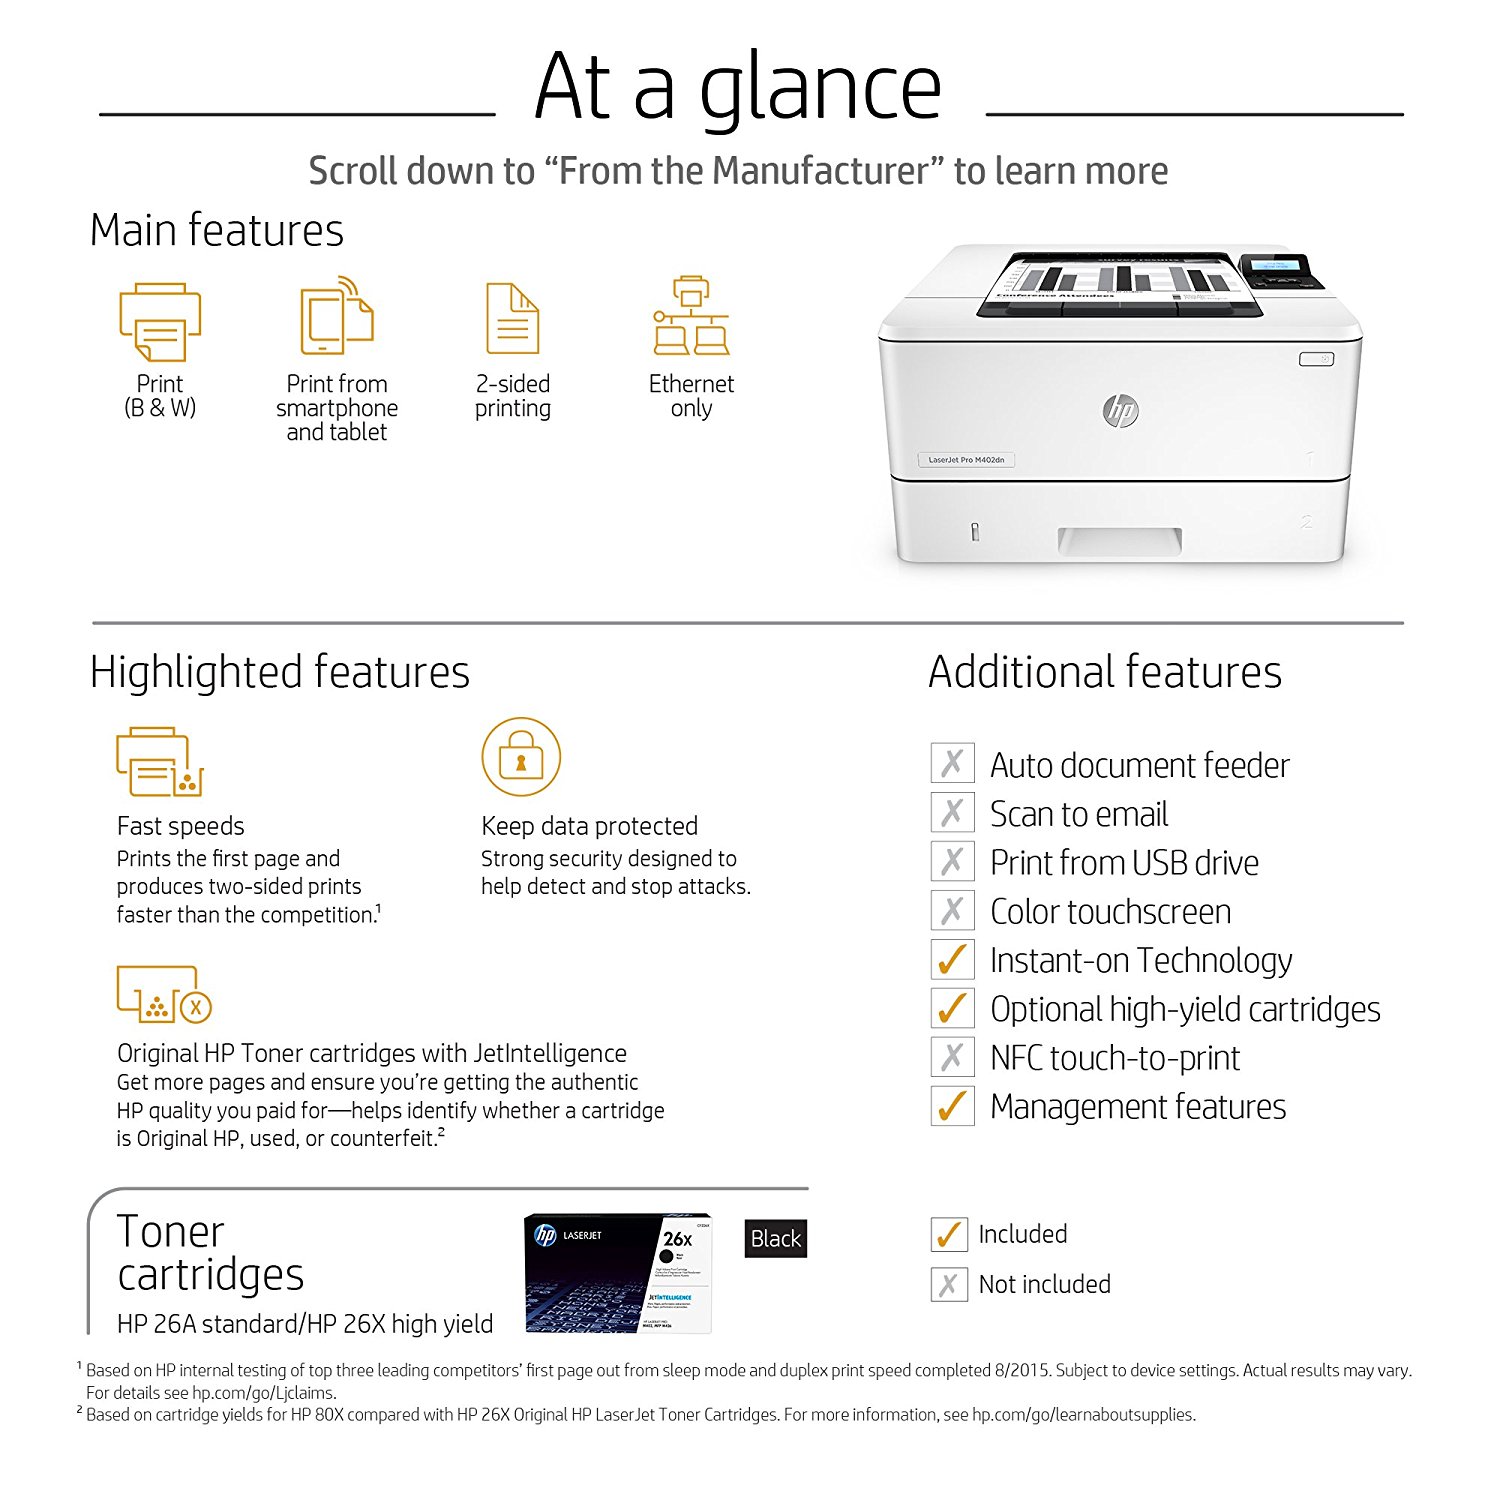 At a glance
Scroll down to “From the Manufacturer” to learn more
Main features
Print
(B & W)
Print from
smartphone
and tablet
2-sided
printing
Ethernet
only
survey results
Conference Attendees
hp
LaserJet Pro M402dn
1
2
Highlighted features
Fast speeds
Prints the first page and
produces two-sided prints
faster than the competition.¹
Keep data protected
Strong security designed to
help detect and stop attacks.
X
Original HP Toner cartridges with JetIntelligence
Get more pages and ensure you’re getting the authentic
HP quality you paid for—helps identify whether a cartridge
is Original HP, used, or counterfeit.²
Additional features
✗ Auto document feeder
✗ Scan to email
✗ Print from USB drive
✗ Color touchscreen
✓ Instant-on Technology
✓ Optional high-yield cartridges
✗ NFC touch-to-print
✓ Management features
Toner
cartridges
HP 26A standard/HP 26X high yield
hp LASERJET
26x
JETINTELLIGENCE
Black
✓ Included
✗ Not included
¹ Based on HP internal testing of top three leading competitors’ first page out from sleep mode and duplex print speed completed 8/2015. Subject to device settings. Actual results may vary.
For details see hp.com/go/Ljclaims.
² Based on cartridge yields for HP 80X compared with HP 26X Original HP LaserJet Toner Cartridges. For more information, see hp.com/go/learnaboutsupplies.